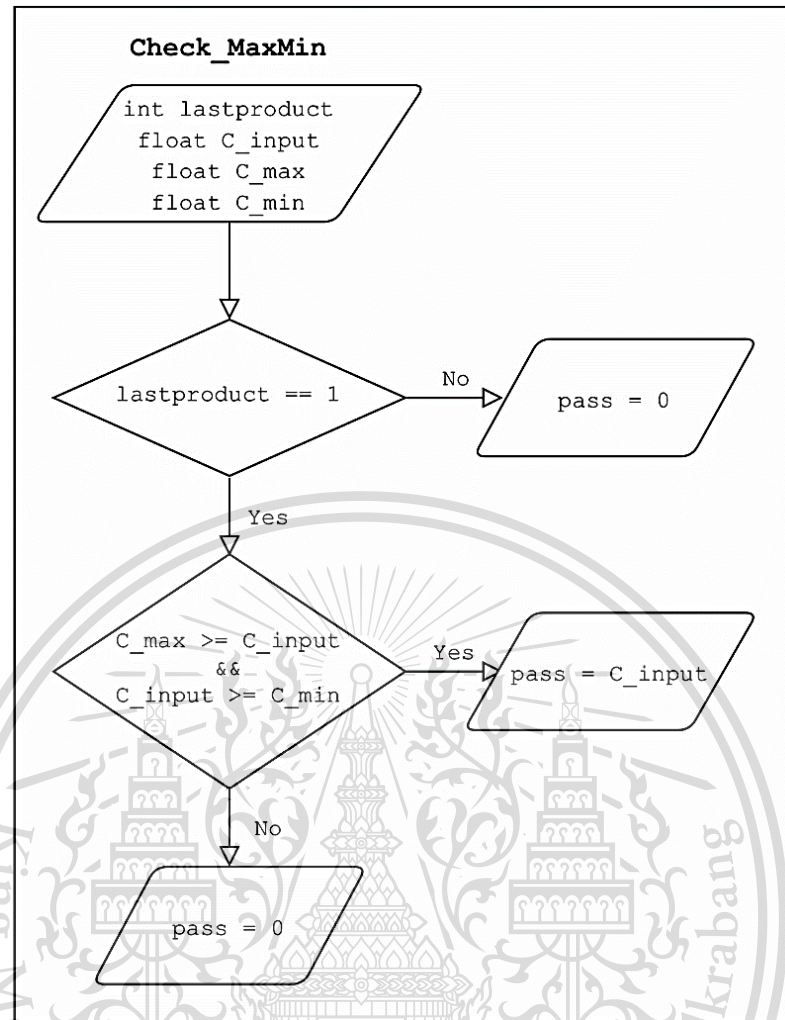 Check_MaxMin
int lastproduct
float C_input
float C_max
float C_min
lastproduct == 1
No
pass = 0
Yes
C_max >= C_input
&&
C_input >= C_min
Yes
pass = C_input
No
pass = 0
krabang